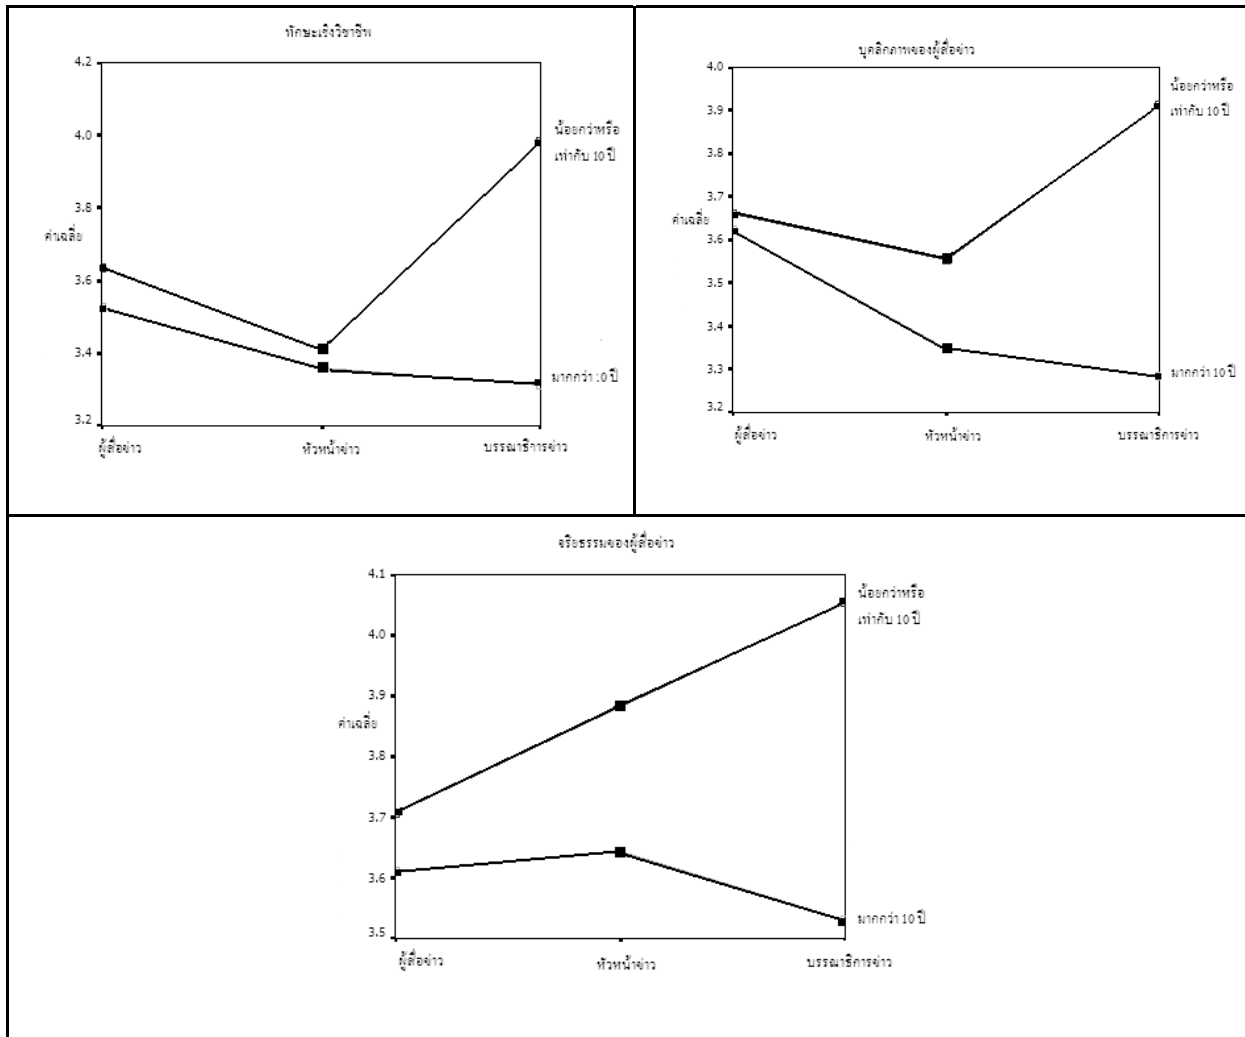 ทักษะเชิงวิชาชีพ
4.2
4.0
3.8
ค่าเฉลี่ย
3.6
3.4
3.2
น้อยกว่าหรือ
เท่ากับ 10 ปี
มากกว่า :0 ปี
ผู้สื่อข่าว
หัวหน้าข่าว
บรรณาธิการข่าว
บุคลิกภาพของผู้สื่อข่าว
4.0
3.9
3.8
3.7
ค่าเฉลี่ย
3.6
3.5
3.4
3.3
3.2
น้อยกว่าหรือ
เท่ากับ 10 ปี
มากกว่า 10 ปี
ผู้สื่อข่าว
หัวหน้าข่าว
บรรณาธิการข่าว
จริยธรรมของผู้สื่อข่าว
4.1
4.0
3.9
ค่าเฉลี่ย
3.8
3.7
3.6
3.5
น้อยกว่าหรือ
เท่ากับ 10 ปี
มากกว่า 10 ปี
ผู้สื่อข่าว
หัวหน้าข่าว
บรรณาธิการข่าว